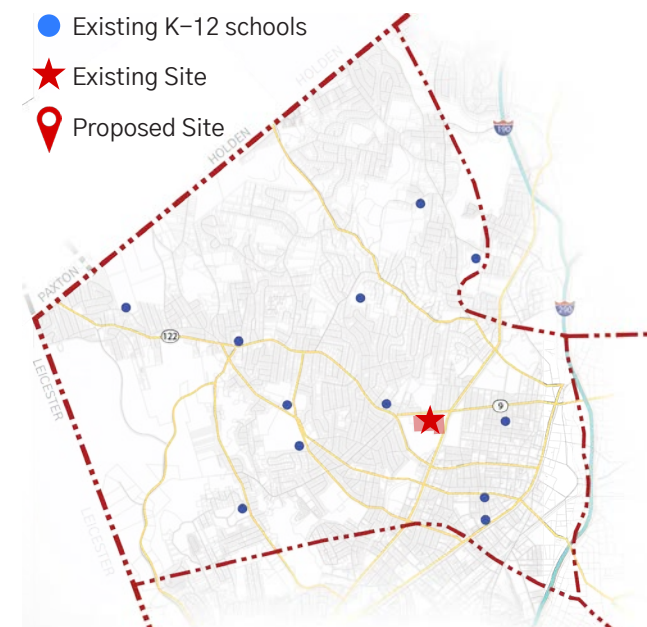 Existing K-12 schools
Existing Site
Proposed Site
HOLDEN
HOLDEN
190
PAXTON
122
290
LEICESTER
9
LEICESTER